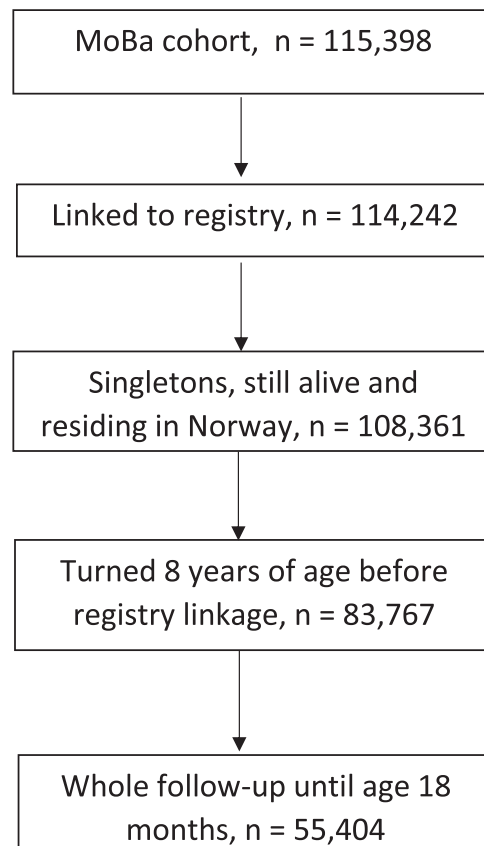 MoBa cohort,  n = 115,398
Linked to registry, n = 114,242
Singletons, still alive and
residing in Norway, n = 108,361
Turned 8 years of age before
registry linkage, n = 83,767
Whole follow-up until age 18
months, n = 55,404